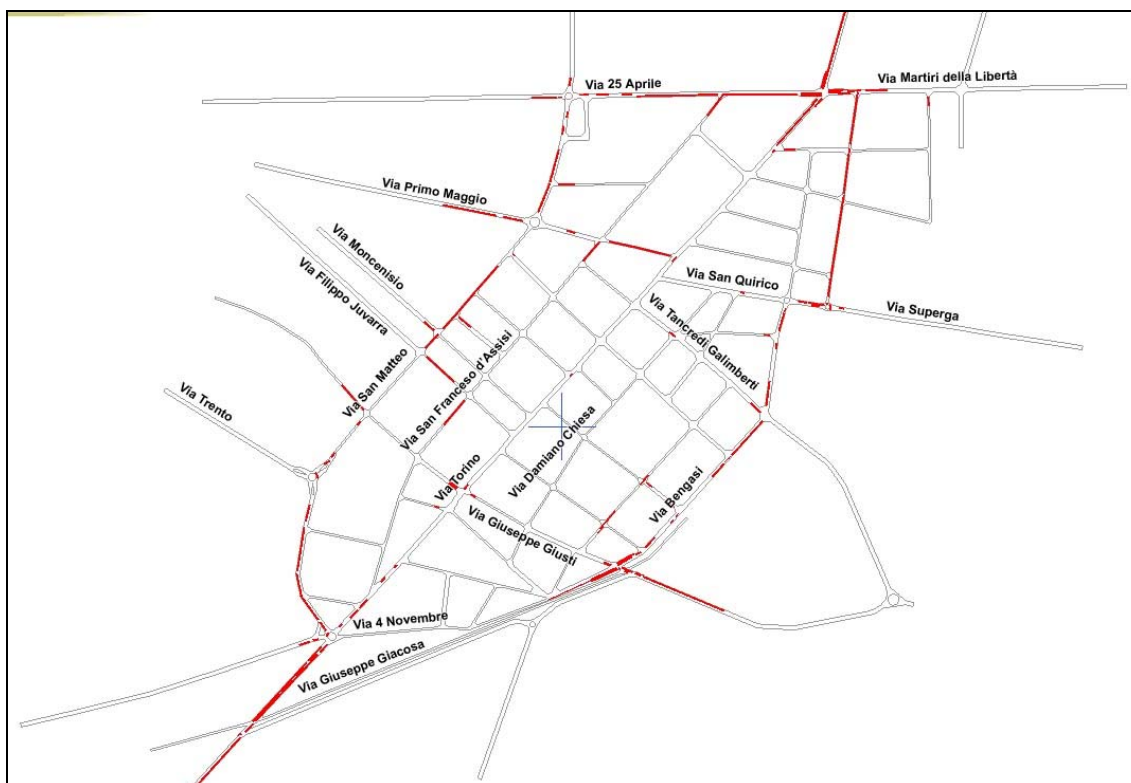 Via 25 Aprile
Via Martiri della Libertà
Via Primo Maggio
Via Moncenisio
Via Filippo Juvarra
Via San Quirico
Via Superga
Via Tancredi Galimberti
Via San Matteo
Via San Franceso d'Assisi
Via Trento
Via Torino
Via Damiano Chiesa
Via Bengasi
Via Giuseppe Giusti
Via 4 Novembre
Via Giuseppe Giacosa